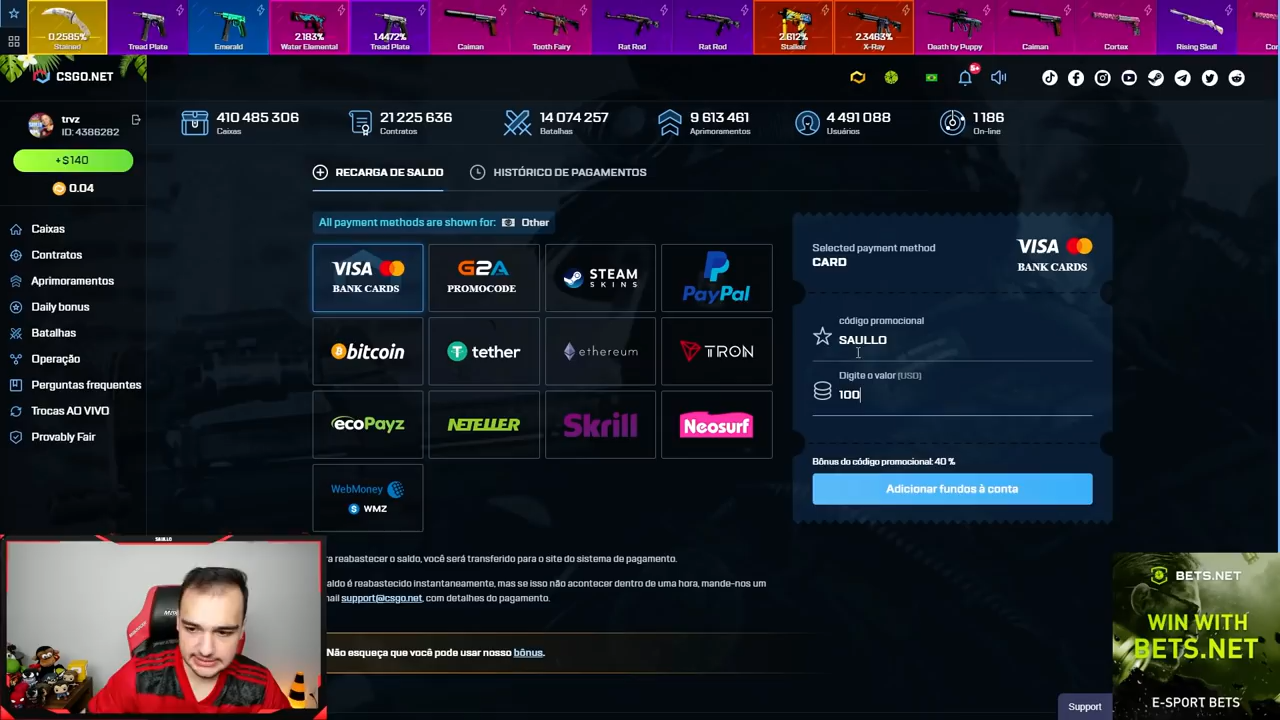 0.2585%
Stained
Tread Plate
Emerald
2.183%
Water Elemental
1.4472%
Tread Plate
Caiman
Tooth Fairy
Rat Rod
Rat Rod
2.612%
Stalker
2.3463%
X-Ray
Death by Puppy
Caiman
Cortex
Rising Skull
CSGO.NET
5+
trvz
ID: 4386282
+$140
0.04
410 485 306
Caixas
21 225 636
Contratos
14 074 257
Batalhas
9 613 461
Aprimoramentos
4 491 088
Usuários
1 186
On-line
RECARGA DE SALDO
HISTÓRICO DE PAGAMENTOS
Caixas
Contratos
Aprimoramentos
Daily bonus
Batalhas
Operação
Perguntas frequentes
Trocas AO VIVO
Provably Fair
All payment methods are shown for: Other
VISA
BANK CARDS
G2A
PROMOCODE
STEAM
SKINS
PayPal
bitcoin
tether
ethereum
TRON
ecoPayz
NETELLER
Skrill
Neosurf
WebMoney
WMZ
Selected payment method
CARD
VISA
BANK CARDS
código promocional
SAULLO
Digite o valor (USD)
100
Bônus do código promocional: 40 %
Adicionar fundos à conta
ra reabastecer o saldo, você será transferido para o site do sistema de pagamento.
aldo é reabastecido instantaneamente, mas se isso não acontecer dentro de uma hora, mande-nos um
ail support@csgo.net, com detalhes do pagamento.
Não esqueça que você pode usar nosso bônus.
SAULLO
BETS.NET
WIN WITH
BETS.NET
E-SPORT BETS
Support